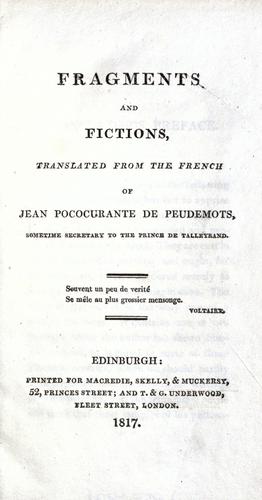 FRAGMENTS
AND
FICTIONS,
TRANSLATED FROM THE FRENCH
OF
JEAN POCOCURANTE DE PEUDEMOTS,
SOMETIME SECRETARY TO THE PRINCE DE TALLEYRAND.
Souvent un peu de verité
Se mêle au plus grossier mensonge.
VOLTAIRE.
EDINBURGH:
PRINTED FOR MACREDIE, SKELLY, & MUCKERSY,
52, PRINCES STREET; AND T. & G. UNDERWOOD,
FLEET STREET, LONDON.
1817.